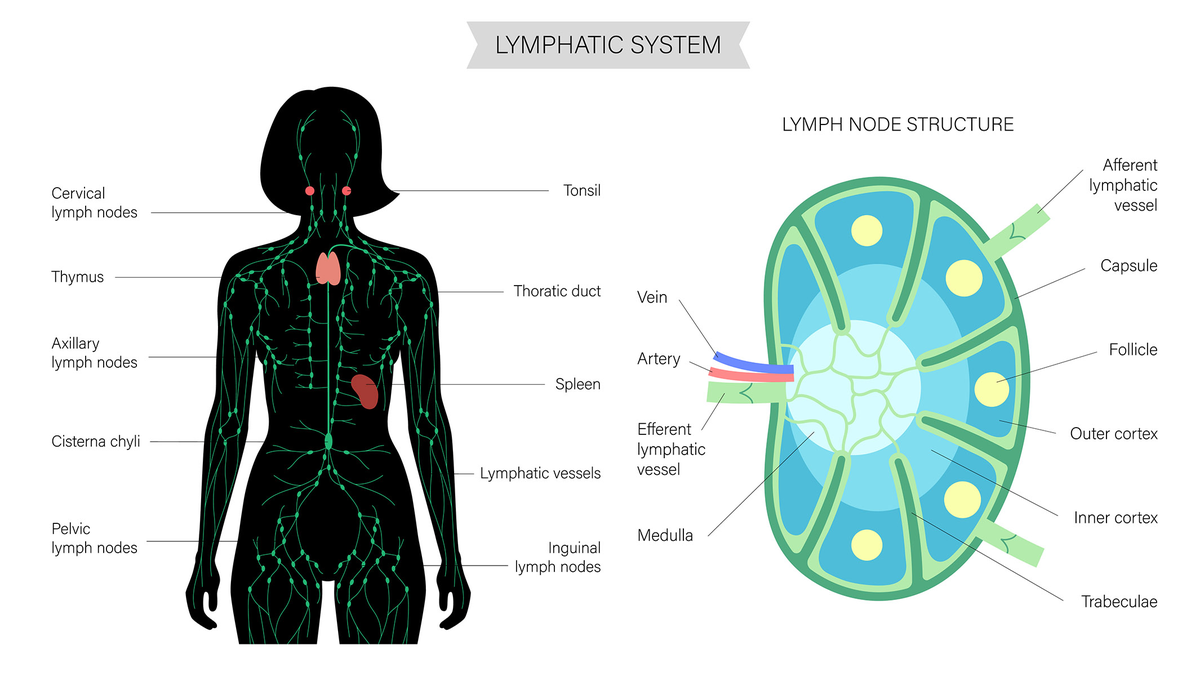 LYMPHATIC SYSTEM
Cervical
lymph nodes
Thymus
Axillary
lymph nodes
Cisterna chyli
Pelvic
lymph nodes
Tonsil
Thoratic duct
Spleen
Lymphatic vessels
Inguinal
lymph nodes
LYMPH NODE STRUCTURE
Vein
Artery
Efferent
lymphatic
vessel
Medulla
Afferent
lymphatic
vessel
Capsule
Follicle
Outer cortex
Inner cortex
Trabeculae